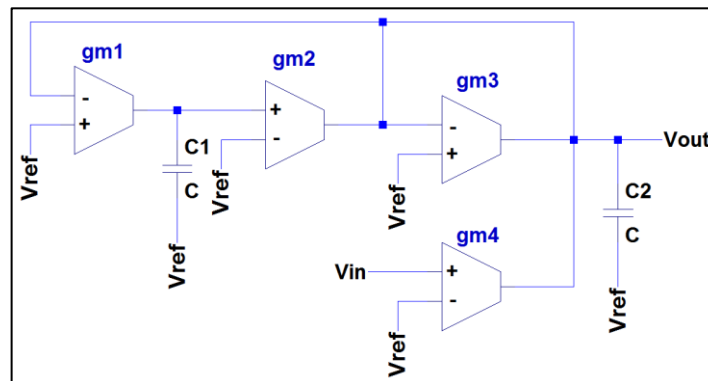 gm1
gm2
gm3
gm4
-
+
+
-
-
+
+
-
C1
C
C2
C
Vref
Vref
Vref
Vref
Vref
Vref
Vin
Vout